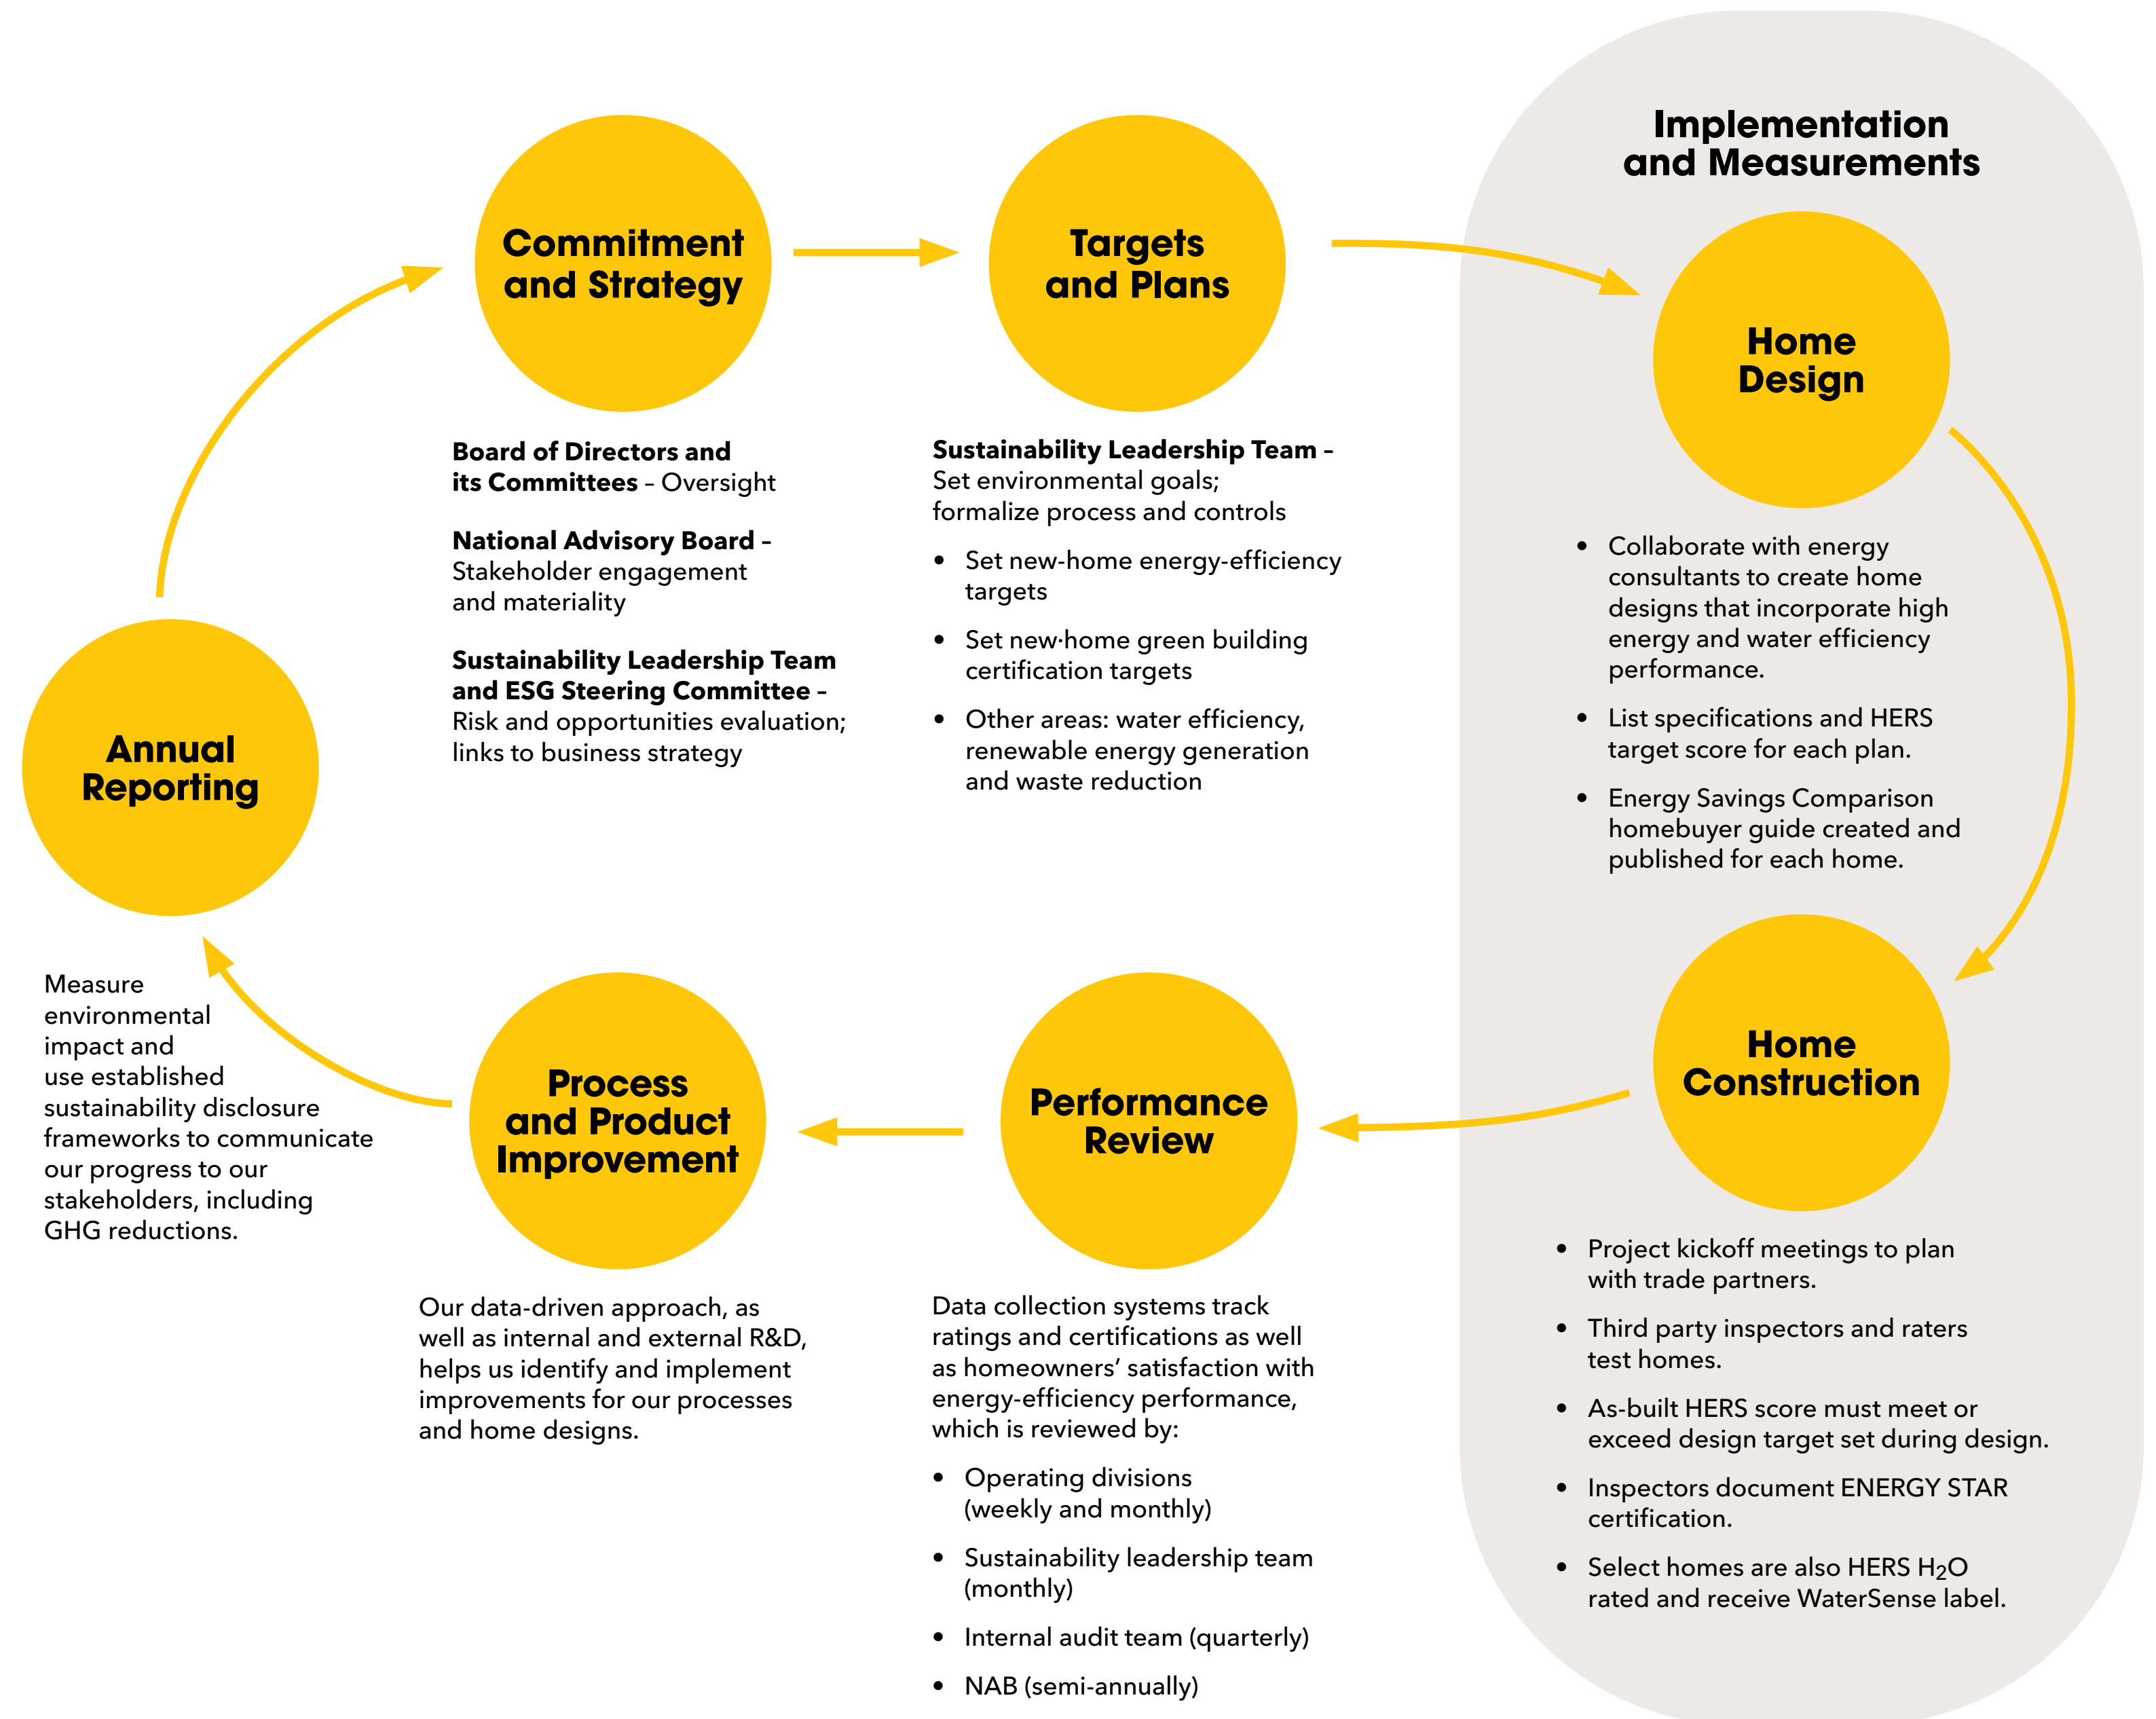 Commitment
and Strategy
Board of Directors and
its Committees – Oversight
National Advisory Board –
Stakeholder engagement
and materiality
Sustainability Leadership Team
and ESG Steering Committee –
Risk and opportunities evaluation;
links to business strategy
Targets
and Plans
Sustainability Leadership Team –
Set environmental goals;
formalize process and controls
• Set new-home energy-efficiency
targets
• Set new·home green building
certification targets
• Other areas: water efficiency,
renewable energy generation
and waste reduction
Implementation
and Measurements
Home
Design
• Collaborate with energy
consultants to create home
designs that incorporate high
energy and water efficiency
performance.
• List specifications and HERS
target score for each plan.
• Energy Savings Comparison
homebuyer guide created and
published for each home.
Home
Construction
• Project kickoff meetings to plan
with trade partners.
• Third party inspectors and raters
test homes.
• As-built HERS score must meet or
exceed design target set during design.
• Inspectors document ENERGY STAR
certification.
• Select homes are also HERS H₂O
rated and receive WaterSense label.
Performance
Review
Data collection systems track
ratings and certifications as well
as homeowners’ satisfaction with
energy-efficiency performance,
which is reviewed by:
• Operating divisions
(weekly and monthly)
• Sustainability leadership team
(monthly)
• Internal audit team (quarterly)
• NAB (semi-annually)
Process
and Product
Improvement
Our data-driven approach, as
well as internal and external R&D,
helps us identify and implement
improvements for our processes
and home designs.
Annual
Reporting
Measure
environmental
impact and
use established
sustainability disclosure
frameworks to communicate
our progress to our
stakeholders, including
GHG reductions.